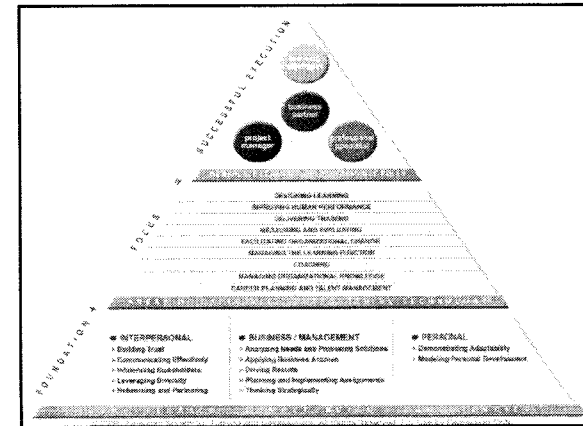 SUCCESSFUL EXECUTION
business
partner
project
manager
professional
specialist
FOCUS =
DESIGNING LEARNING
IMPROVING HUMAN PERFORMANCE
DELIVERING TRAINING
MEASURING AND EVALUATING
FACILITATING ORGANIZATIONAL CHANGE
MANAGING THE LEARNING FUNCTION
COACHING
MANAGING ORGANIZATIONAL KNOWLEDGE
CAREER PLANNING AND TALENT MANAGEMENT
AREAS OF EXPERTISE
FOUNDATION +
INTERPERSONAL
> Building Trust
> Communicating Effectively
> Influencing Stakeholders
> Leveraging Diversity
> Networking and Partnering
BUSINESS / MANAGEMENT
> Analyzing Needs and Proposing Solutions
> Applying Business Acumen
> Driving Results
> Planning and Implementing Assignments
> Thinking Strategically
PERSONAL
> Demonstrating Adaptability
> Modeling Personal Development